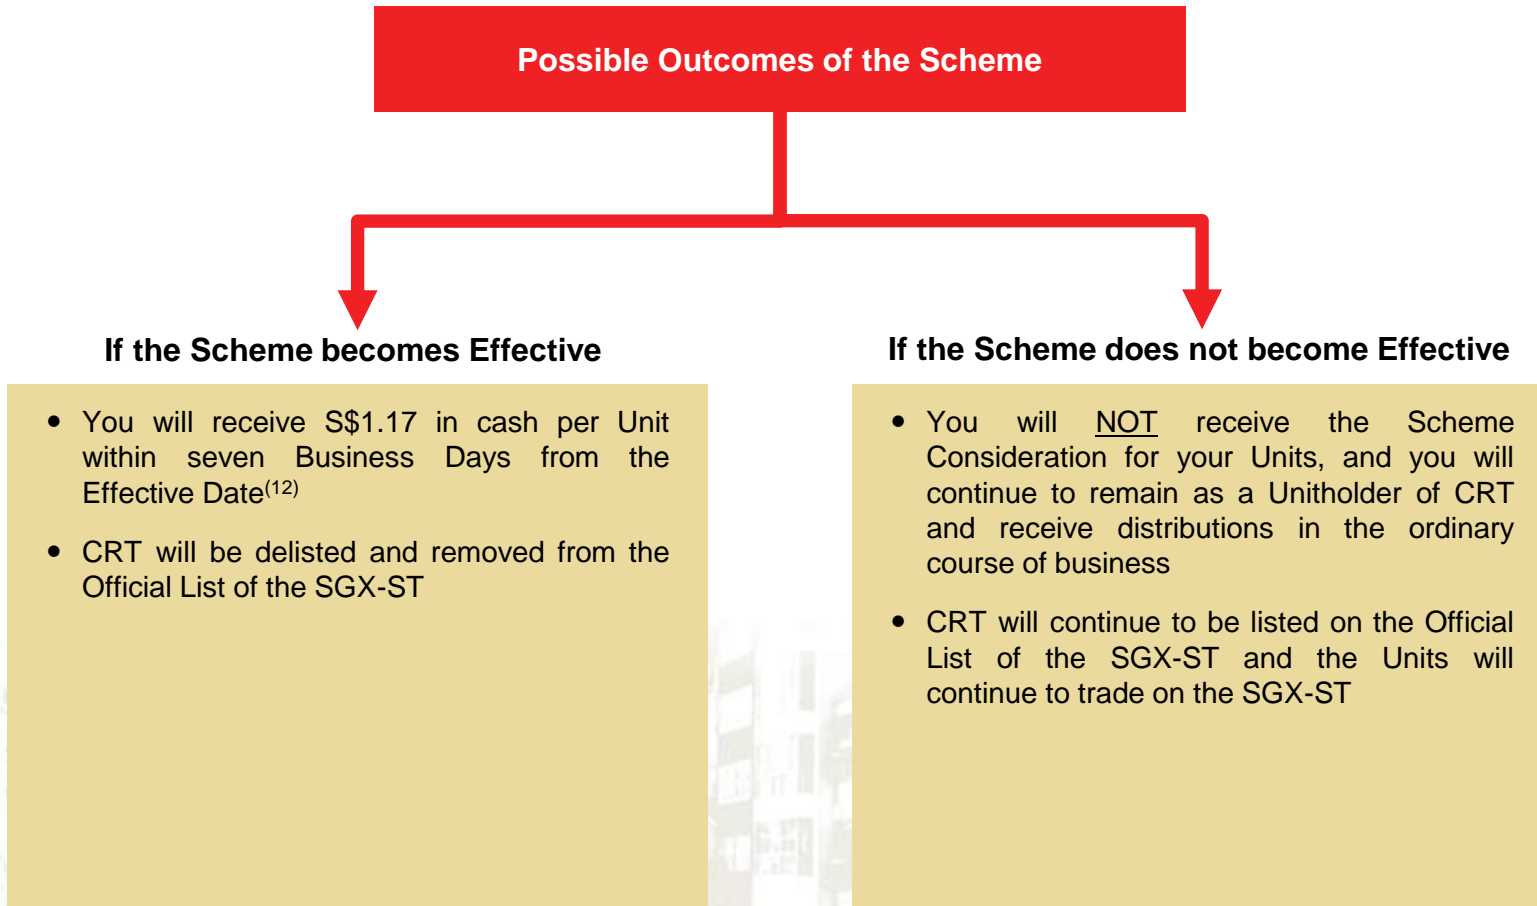 Possible Outcomes of the Scheme
If the Scheme becomes Effective
• You will receive S$1.17 in cash per Unit
within seven Business Days from the
Effective Date(12)
• CRT will be delisted and removed from the
Official List of the SGX-ST
If the Scheme does not become Effective
• You will NOT receive the Scheme
Consideration for your Units, and you will
continue to remain as a Unitholder of CRT
and receive distributions in the ordinary
course of business
• CRT will continue to be listed on the Official
List of the SGX-ST and the Units will
continue to trade on the SGX-ST